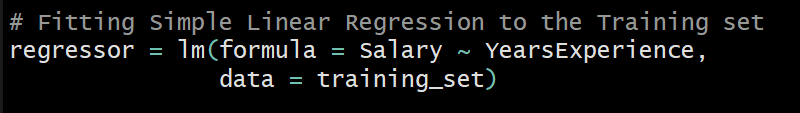 # Fitting Simple Linear Regression to the Training set
regressor = lm(formula = Salary ~ YearsExperience,
               data = training_set)